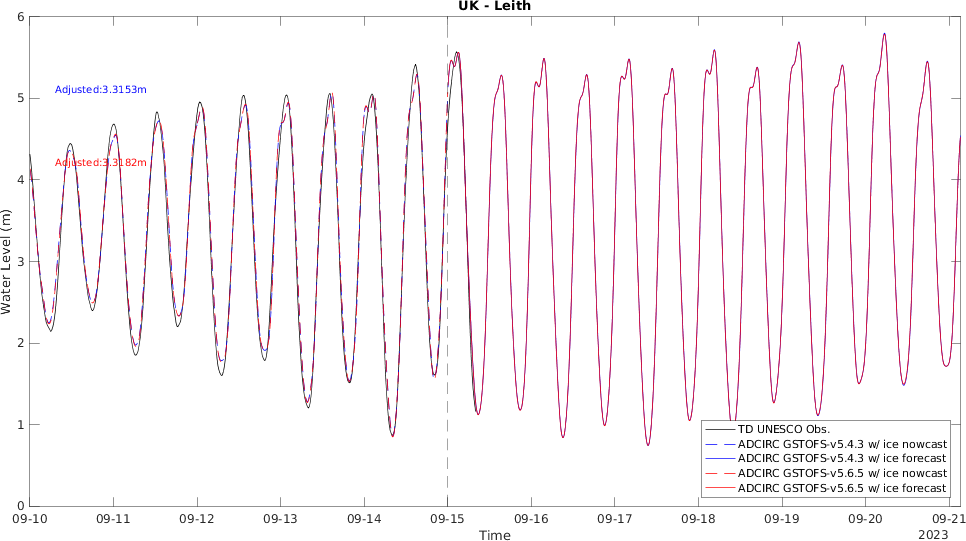 UK - Leith
6
5
4
3
2
1
0
Water Level (m)
Adjusted:3.3153m
Adjusted:3.3182m
TD UNESCO Obs.
ADCIRC GSTOFS-v5.4.3 w/ ice nowcast
ADCIRC GSTOFS-v5.4.3 w/ ice forecast
ADCIRC GSTOFS-v5.6.5 w/ ice nowcast
ADCIRC GSTOFS-v5.6.5 w/ ice forecast
09-10 09-11 09-12 09-13 09-14 09-15 09-16 09-17 09-18 09-19 09-20 09-21
Time
2023